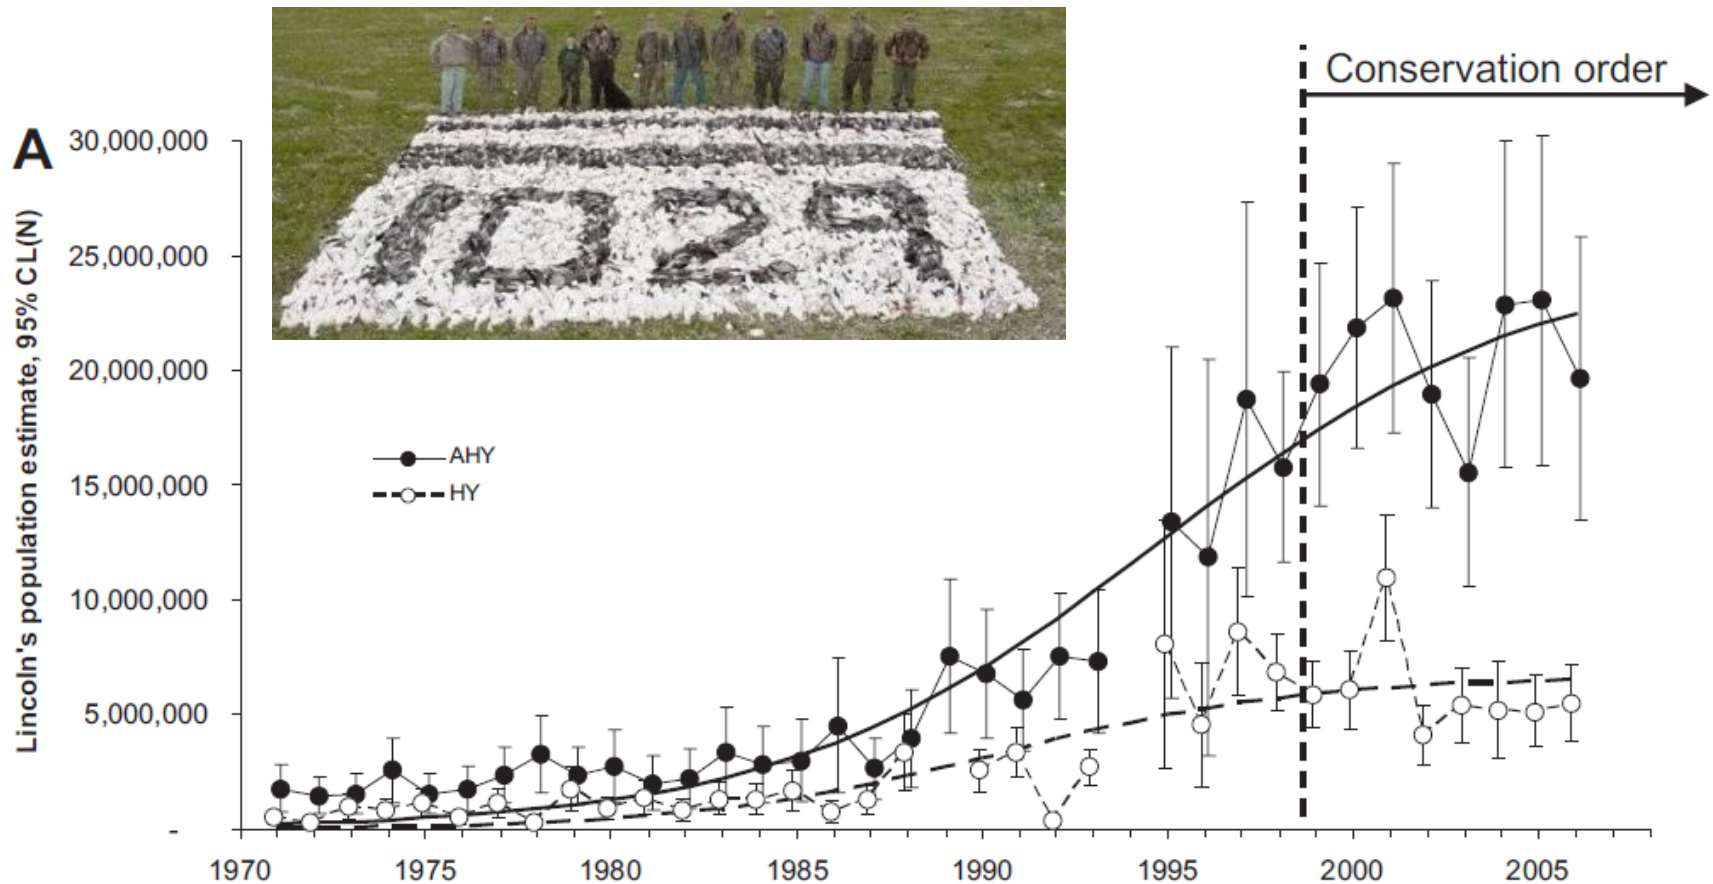 1029
Conservation order
A
Lincoln's population estimate, 95% CL(N)
30,000,000
25,000,000
20,000,000
15,000,000
10,000,000
5,000,000
-
AHY
HY
1970 1975 1980 1985 1990 1995 2000 2005